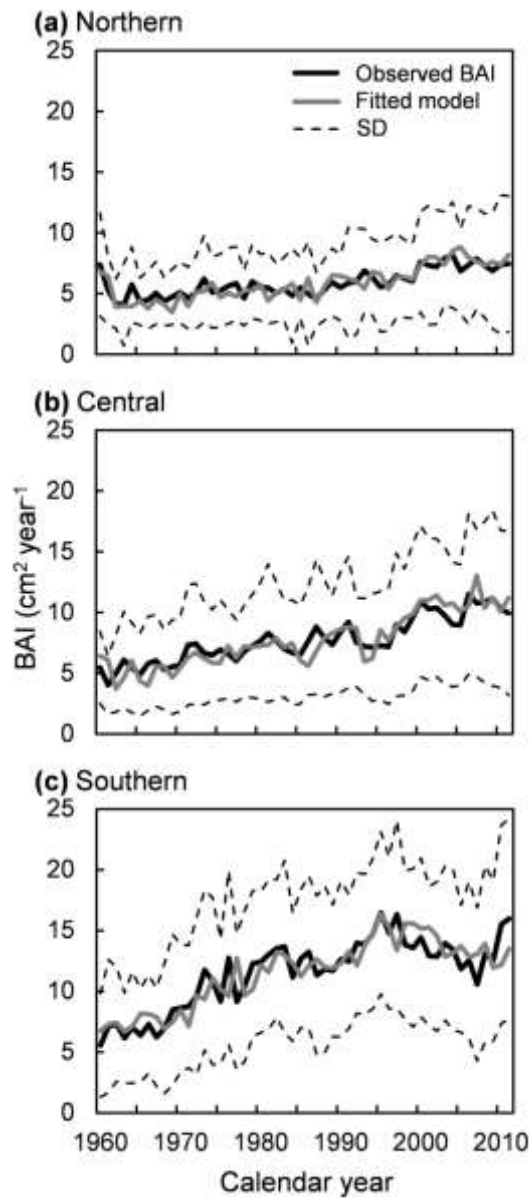 (a) Northern
25
20
15
10
5
0
Observed BAI
Fitted model
SD
(b) Central
25
20
15
10
5
0
BAI (cm² year⁻¹)
(c) Southern
25
20
15
10
5
0
1960 1970 1980 1990 2000 2010
Calendar year